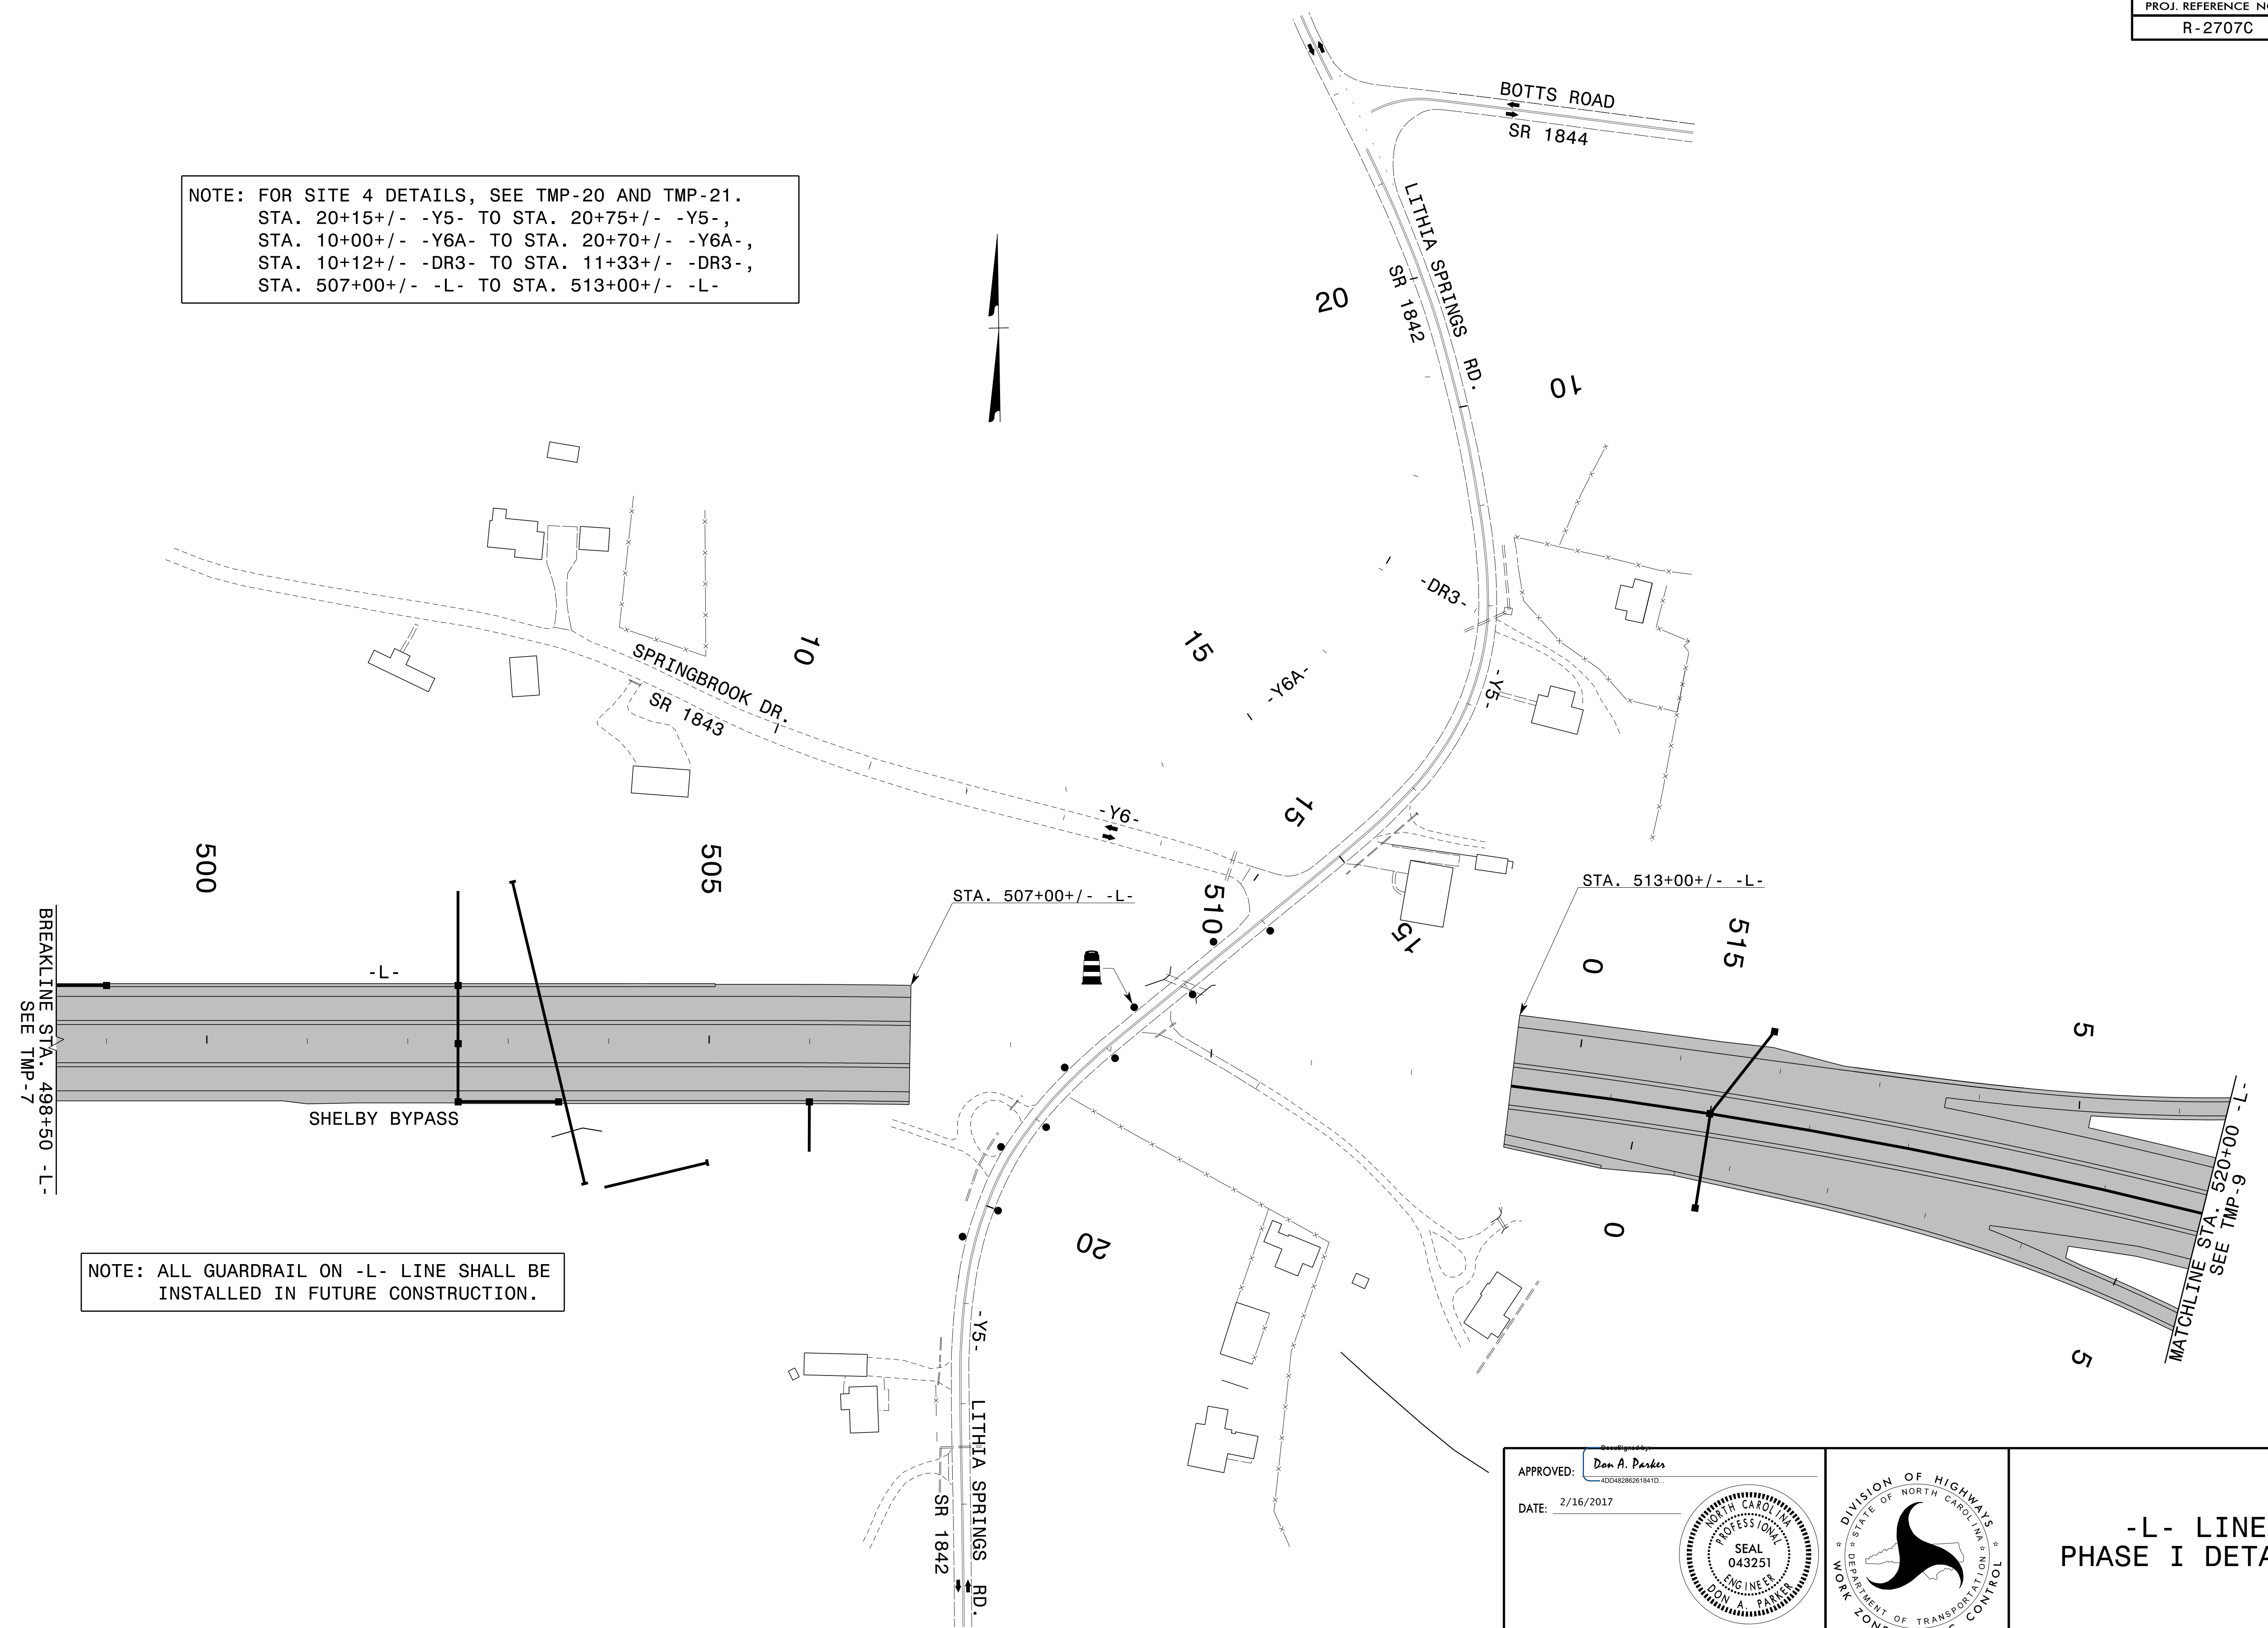 PROJ. REFERENCE N
R-2707C
BOTTS ROAD
SR 1844
NOTE: FOR SITE 4 DETAILS, SEE TMP-20 AND TMP-21.
STA. 20+15+/- -Y5- TO STA. 20+75+/- -Y5-,
STA. 10+00+/- -Y6A- TO STA. 20+70+/- -Y6A-,
STA. 10+12+/- -DR3- TO STA. 11+33+/- -DR3-,
STA. 507+00+/- -L- TO STA. 513+00+/- -L-
LITHIA SPRINGS RD.
SR 1842
20
10
-DR3-
10
15
-Y6A-
-Y5-
SPRINGBROOK DR.
SR 1843
-Y6-
15
500
505
510
15
STA. 507+00+/- -L-
STA. 513+00+/- -L-
0
515
5
BREAKLINE STA. 498+50 -L-
SEE TMP-7
-L-
SHELBY BYPASS
MATCHLINE STA. 520+00 -L-
SEE TMP-9
20
0
5
NOTE: ALL GUARDRAIL ON -L- LINE SHALL BE
INSTALLED IN FUTURE CONSTRUCTION.
-Y5-
LITHIA SPRINGS RD.
SR 1842
APPROVED:
DocuSigned by:
Don A. Parker
4DD48286261841D...
DATE: 2/16/2017
NORTH CAROLINA
PROFESSIONAL
SEAL
043251
ENGINEER
DON A. PARKER
DIVISION OF HIGHWAYS
STATE OF NORTH CAROLINA
DEPARTMENT OF TRANSPORTATION
WORK ZON
CONTROL
-L- LINE
PHASE I DETA